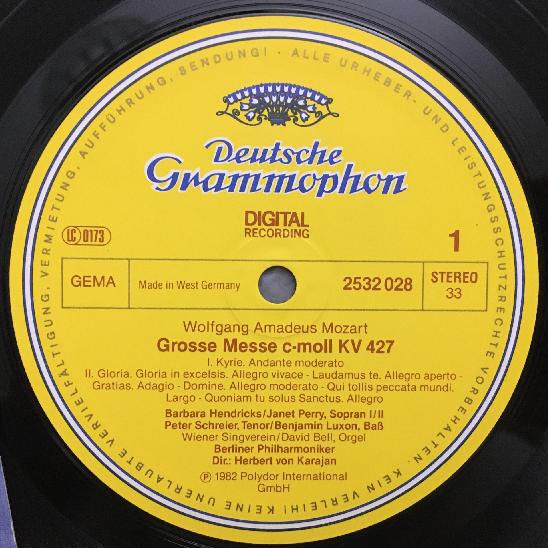 KEINE UNERLAUBTE VERVIELFÄLTIGUNG, VERMIETUNG, AUFFÜHRUNG, SENDUNG! · ALLE URHEBER- UND LEISTUNGSSCHUTZRECHTE VORBEHALTEN · KEIN VERLEIH!
Deutsche
Grammophon
DIGITAL
RECORDING
LC 0173
1
GEMA
Made in West Germany
2532 028
STEREO
33
Wolfgang Amadeus Mozart
Grosse Messe c-moll KV 427
I. Kyrie. Andante moderato
II. Gloria. Gloria in excelsis. Allegro vivace - Laudamus te. Allegro aperto -
Gratias. Adagio - Domine. Allegro moderato - Qui tollis peccata mundi.
Largo - Quoniam tu solus Sanctus. Allegro
Barbara Hendricks/Janet Perry, Sopran I/II
Peter Schreier, Tenor/Benjamin Luxon, Baß
Wiener Singverein/David Bell, Orgel
Berliner Philharmoniker
Dir.: Herbert von Karajan
℗ 1982 Polydor International
GmbH